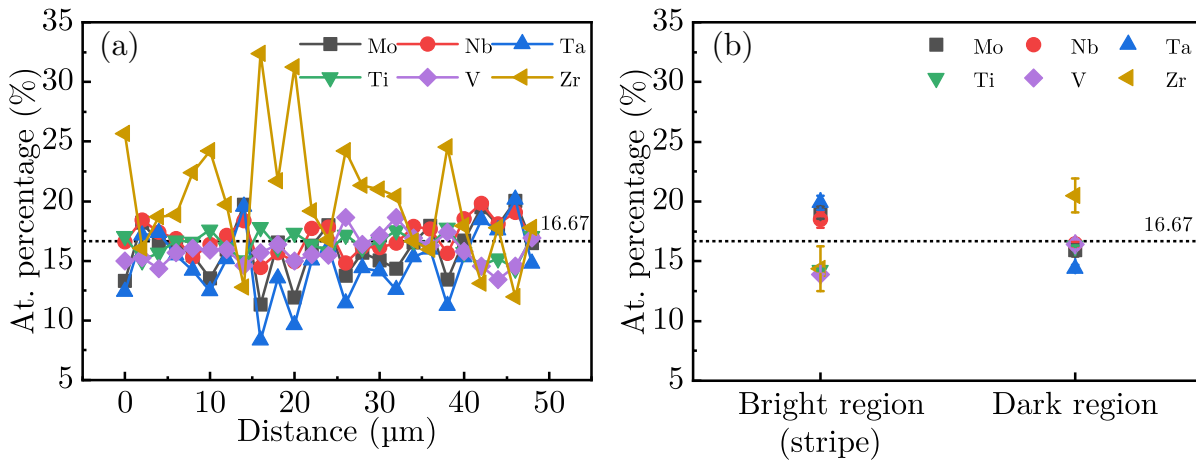 (a)
Mo Nb Ta
Ti V Zr
35
30
25
20
15
10
5
16.67
0 10 20 30 40 50
At. percentage (%)
Distance (µm)
(b)
Mo Nb Ta
Ti V Zr
35
30
25
20
15
10
5
16.67
At. percentage (%)
Bright region
(stripe)
Dark region